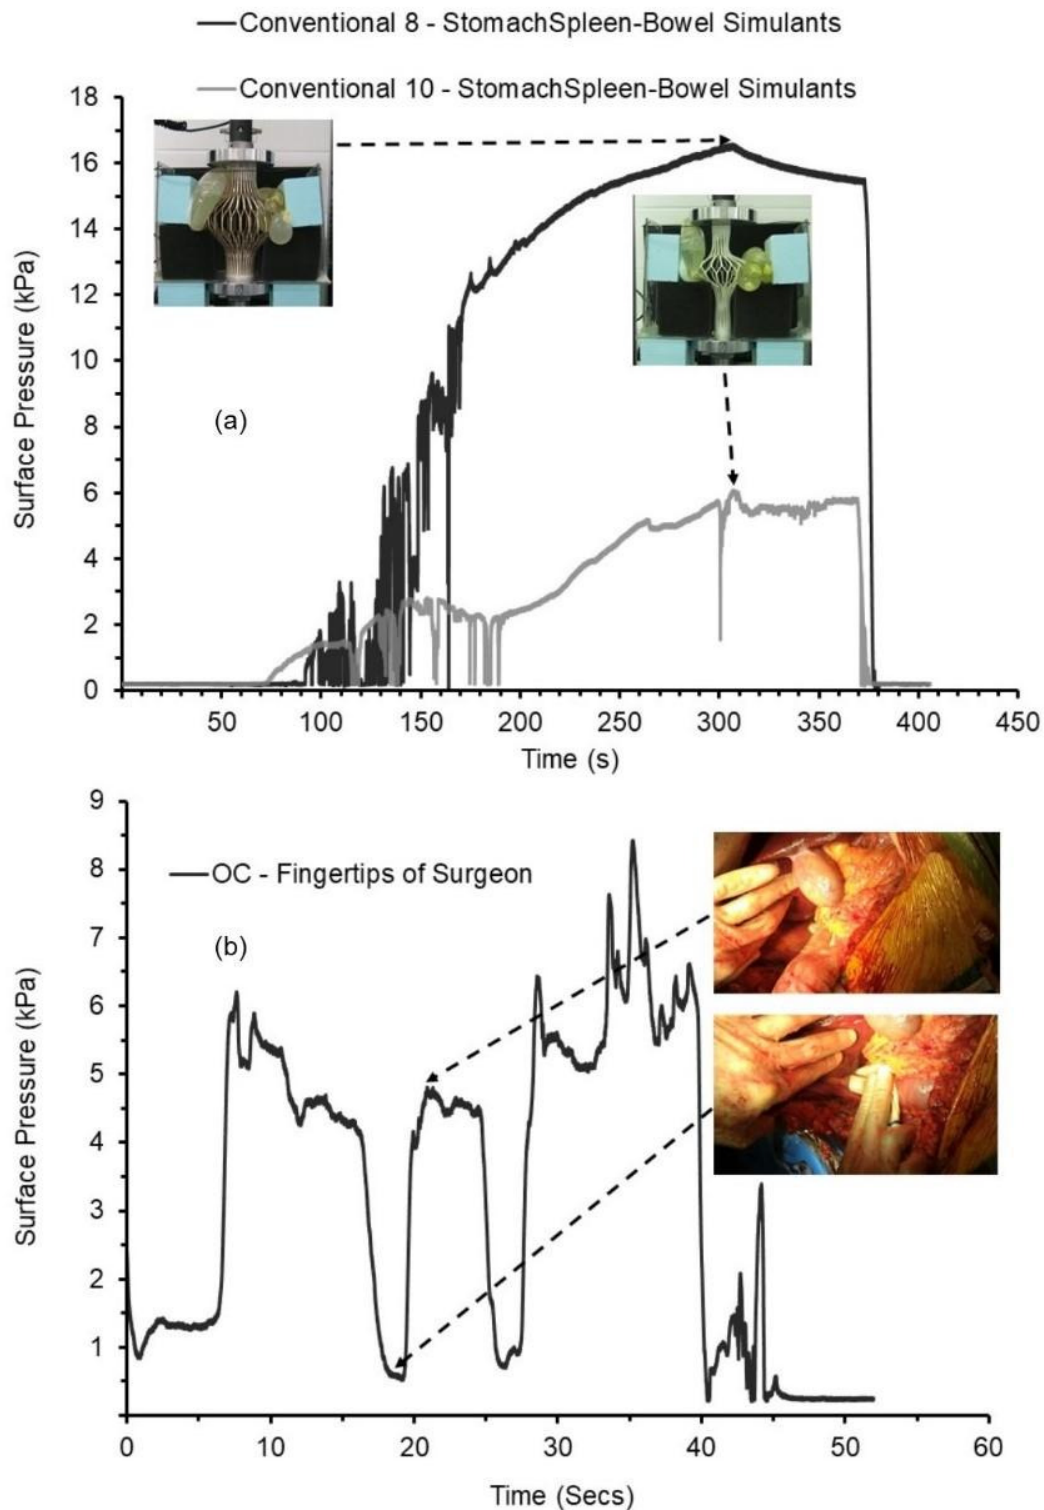 Conventional 8 - StomachSpleen-Bowel Simulants
Conventional 10 - StomachSpleen-Bowel Simulants
18
16
14
12
10
8
6
4
2
0
Surface Pressure (kPa)
(a)
50 100 150 200 250 300 350 400 450
Time (s)
9
8
7
6
5
4
3
2
1
Surface Pressure (kPa)
OC - Fingertips of Surgeon
(b)
0 10 20 30 40 50 60
Time (Secs)